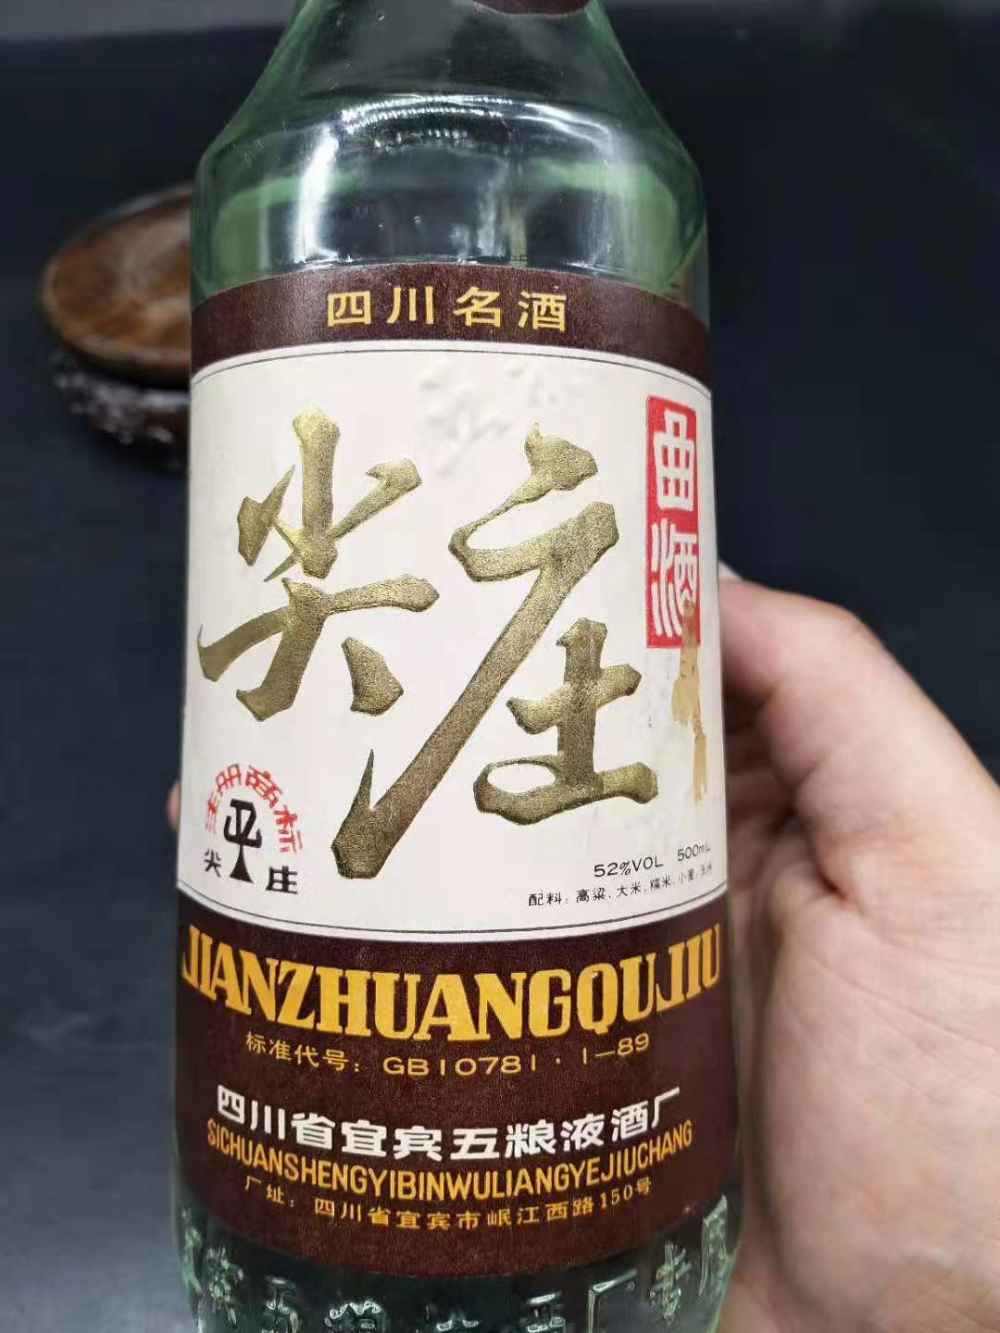 四川名酒
尖庄
曲酒
注册商标
尖庄
52%VOL 500mL
配料：高粱、大米、糯米、小麦、玉米
JIANZHUANGQUJIU
标准代号：GB10781·1-89
四川省宜宾五粮液酒厂
SICHUANSHENGYIBINWULIANGYEJIUCHANG
厂址：四川省宜宾市岷江西路150号